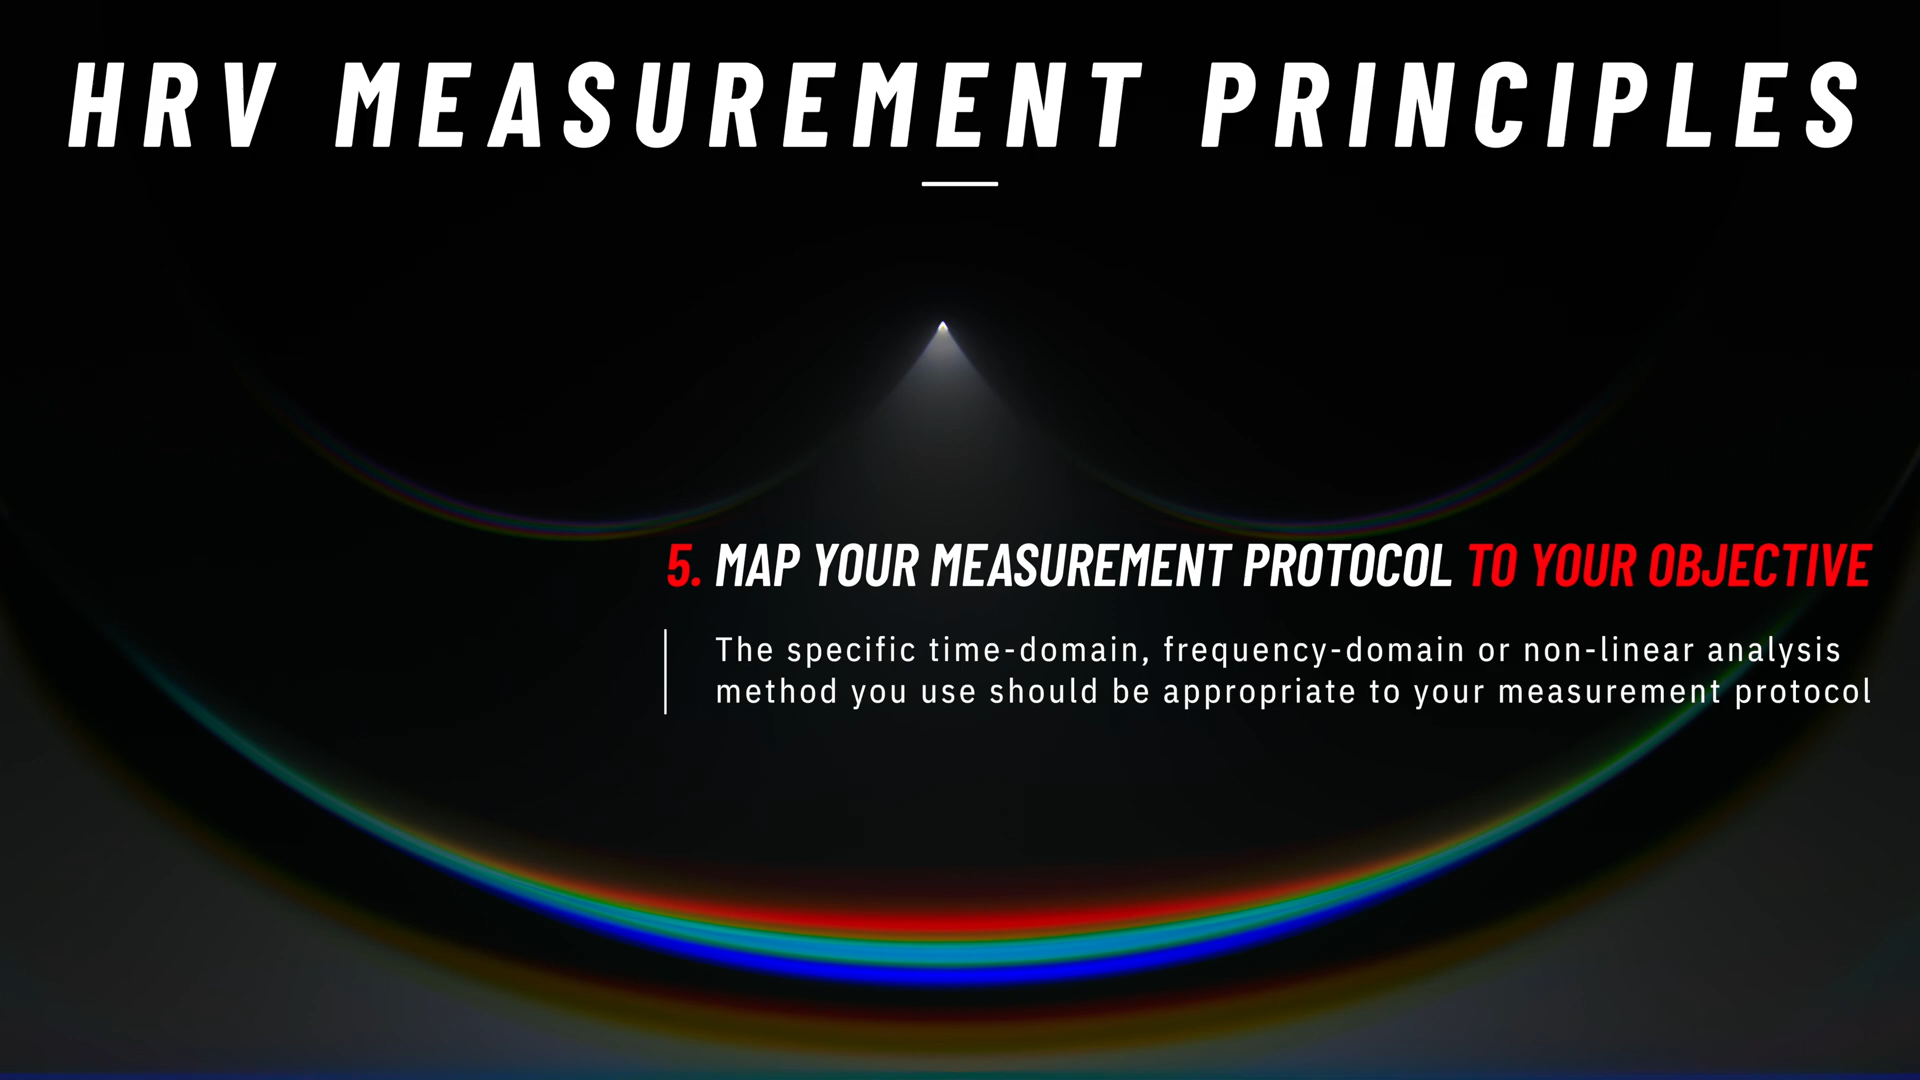 HRV MEASUREMENT PRINCIPLES
5. MAP YOUR MEASUREMENT PROTOCOL TO YOUR OBJECTIVE
The specific time-domain, frequency-domain or non-linear analysis
method you use should be appropriate to your measurement protocol